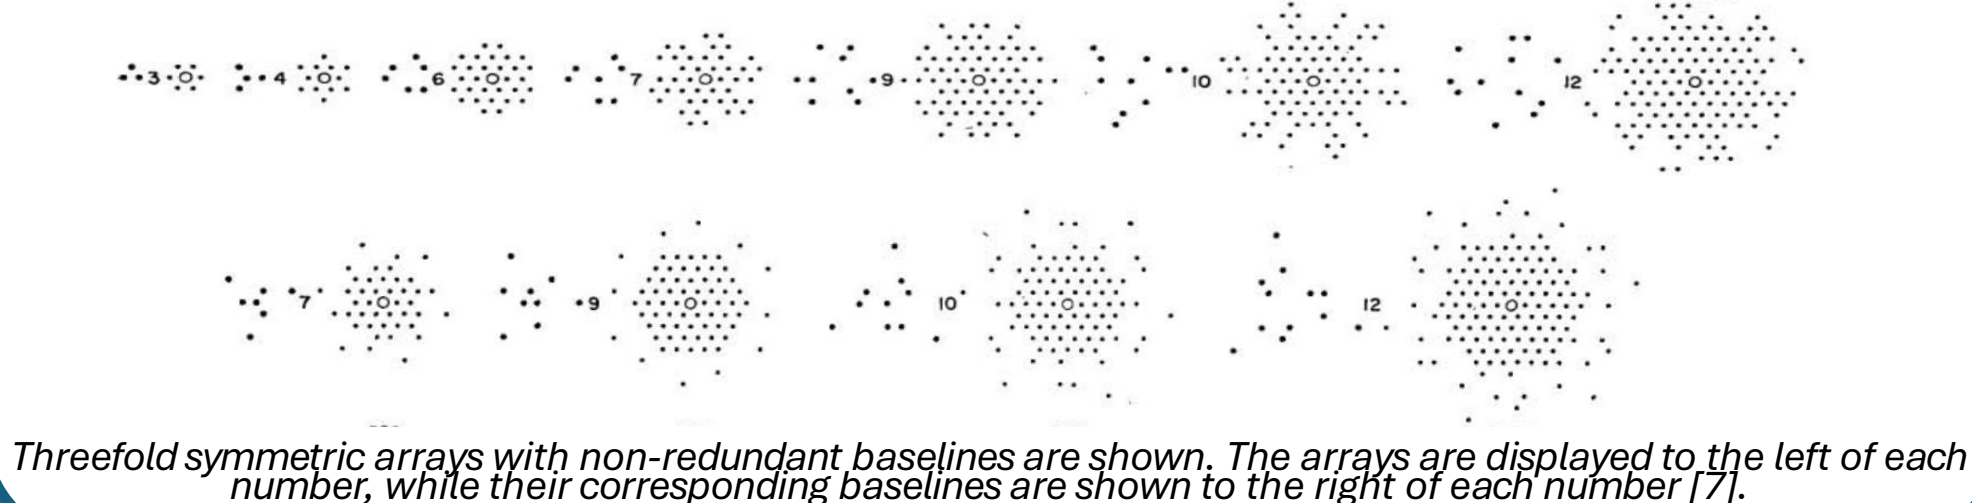 3 4 6 7 9 10 12
7 9 10 12
Threefold symmetric arrays with non-redundant baselines are shown. The arrays are displayed to the left of each
number, while their corresponding baselines are shown to the right of each number [7].